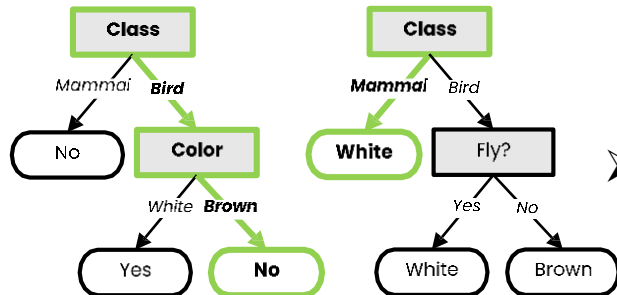 Class
Class
Mammal
Bird
Mammal
Bird
No
Color
White
Fly?
White
Brown
Yes
No
Yes
No
White
Brown